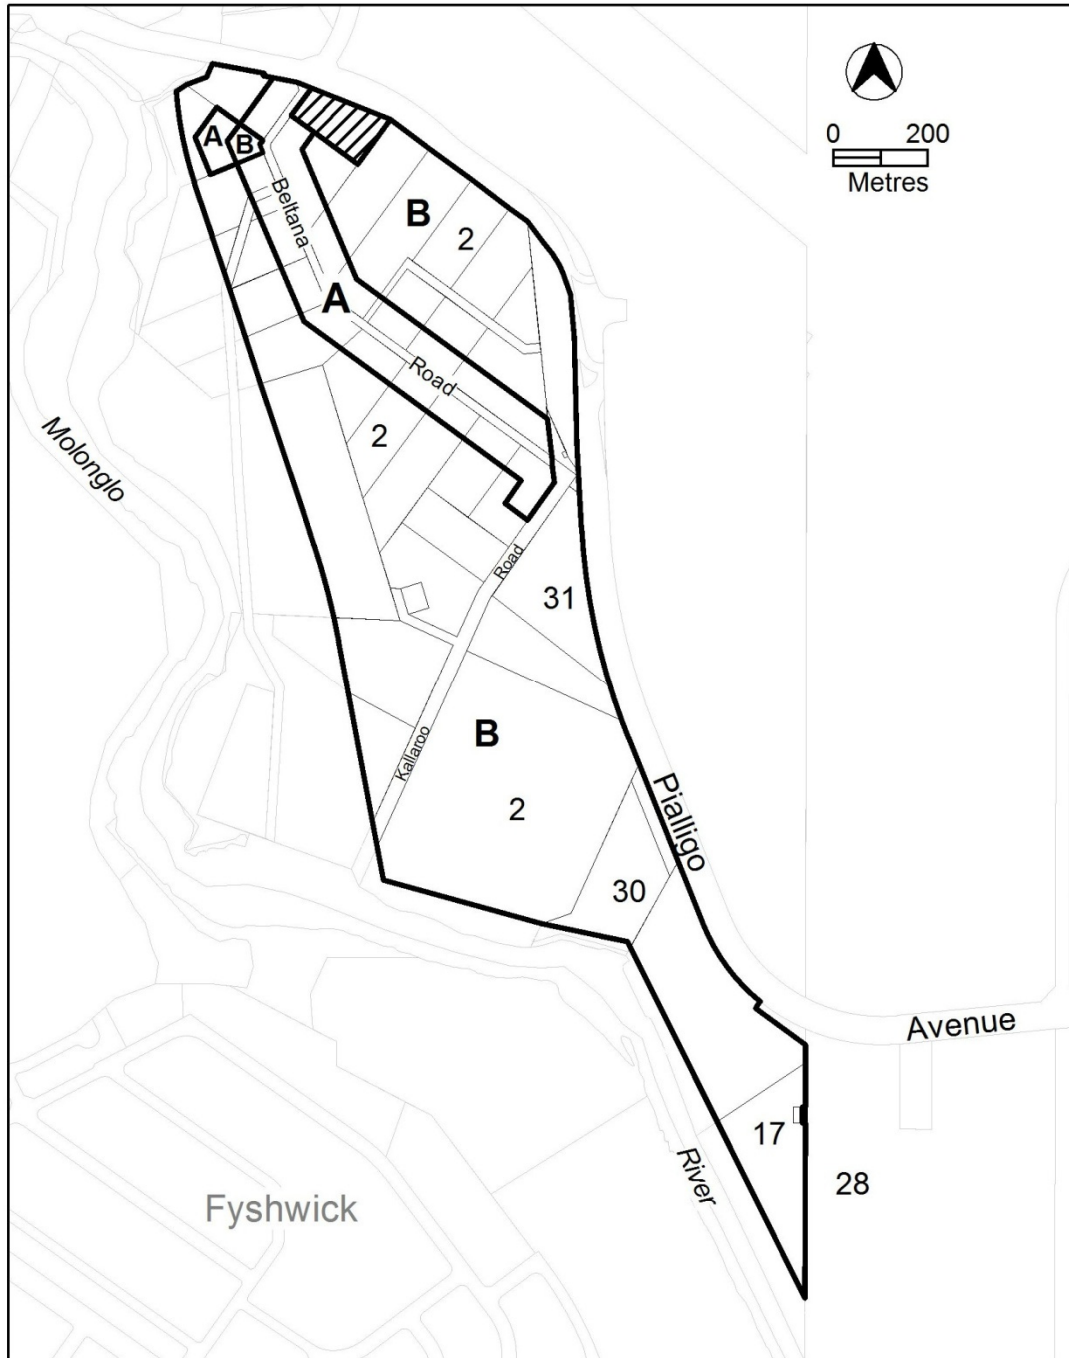 0 200
Metres
A
B
Beltana
B
2
A
Road
2
Molonglo
Road
31
B
Kallaroo
2
Pialligo
30
Avenue
17
River
28
Fyshwick